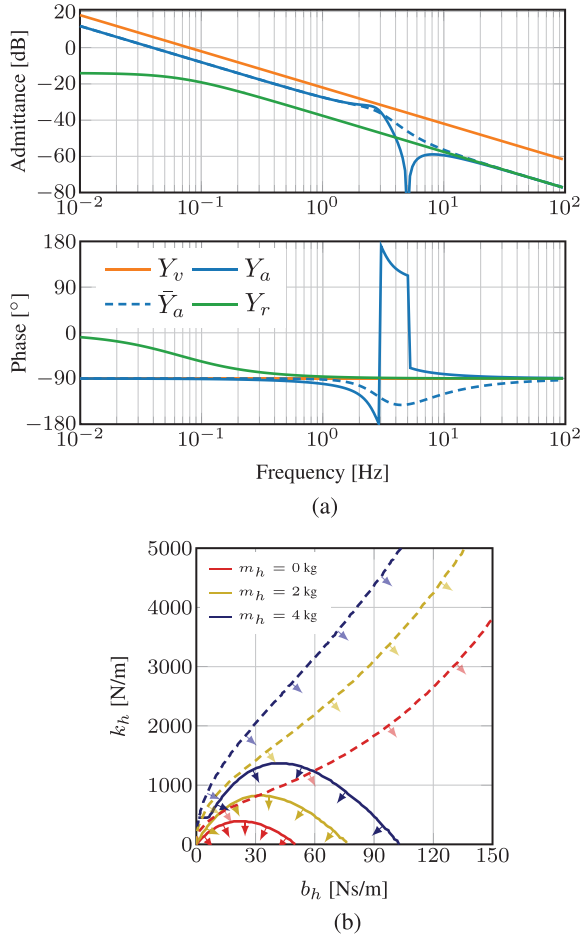 20
0
−20
−40
−60
−80
Admittance [dB]
10−2 10−1 100 101 102
180
90
0
−90
−180
Phase [°]
Yv Ya
Ȳa Yr
10−2 10−1 100 101 102
Frequency [Hz]
(a)
5000
4000
3000
2000
1000
0
kh [N/m]
mh = 0 kg
mh = 2 kg
mh = 4 kg
0 30 60 90 120 150
bh [Ns/m]
(b)